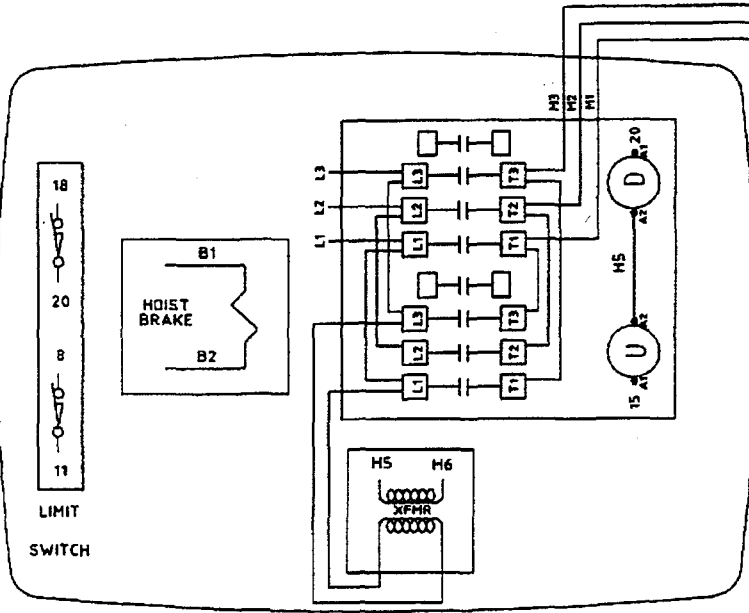 M3
M2
M1
18
20
8
11
LIMIT
SWITCH
B1
HOIST
BRAKE
B2
L3
L2
L1
L3
T3
L2
T2
L1
T1
L3
T3
L2
T2
L1
T1
20
A1
D
A2
H5
A2
U
A1
15
H5 H6
XFMR